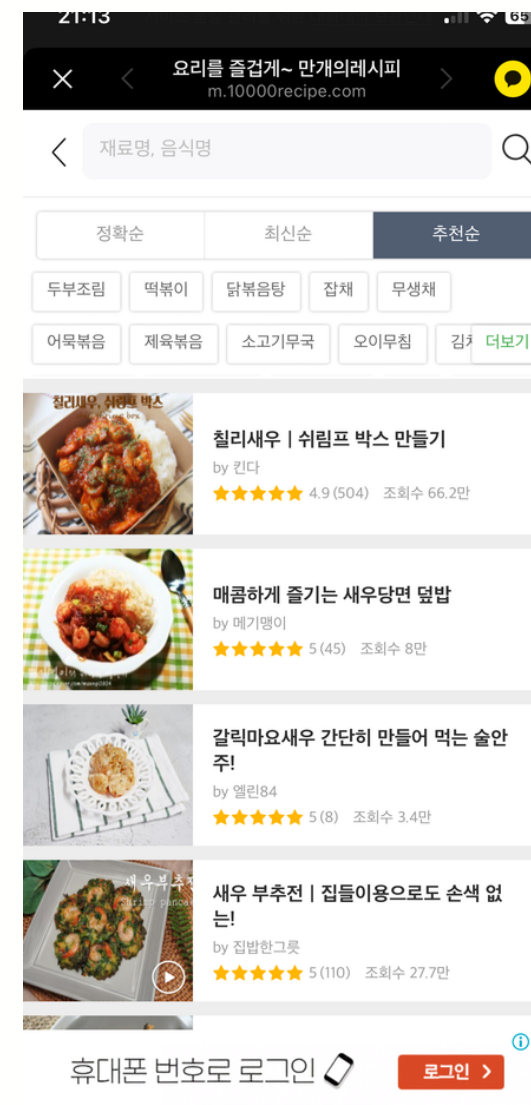 21:13
65
요리를 즐겁게~ 만개의레시피
m.10000recipe.com
재료명, 음식명
정확순 최신순 추천순
두부조림 떡볶이 닭볶음탕 잡채 무생채
어묵볶음 제육볶음 소고기무국 오이무침 김치 더보기
칠리새우, 쉬림프 박스
칠리새우 | 쉬림프 박스 만들기
by 킨다
4.9 (504) 조회수 66.2만
매콤하게 즐기는 새우당면 덮밥
by 메기맹이
5 (45) 조회수 8만
갈릭마요새우 간단히 만들어 먹는 술안
주!
by 엘린84
5 (8) 조회수 3.4만
새우부추전
shrimp pancake
새우 부추전 | 집들이용으로도 손색 없
는!
by 집밥한그릇
5 (110) 조회수 27.7만
휴대폰 번호로 로그인 로그인